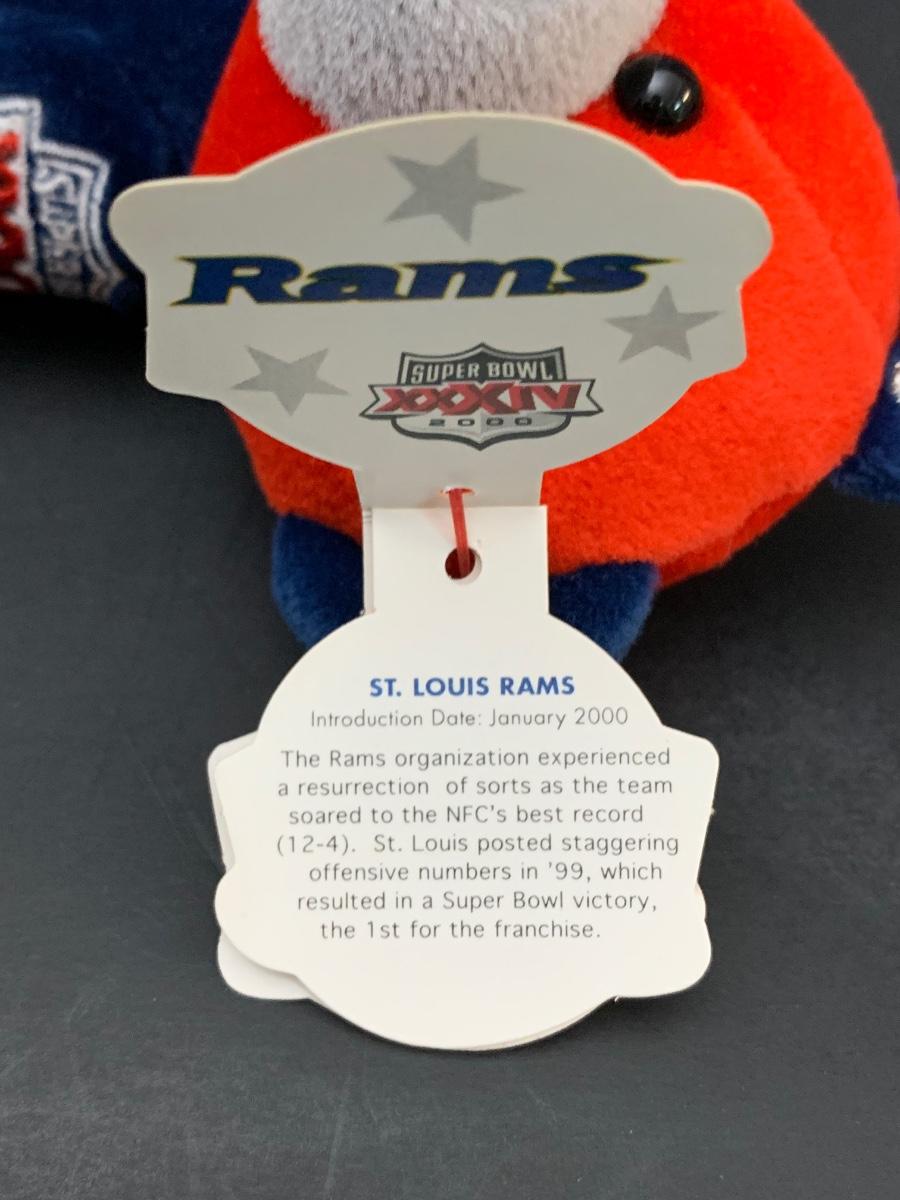 Rams
SUPER BOWL
XXXIV
2000
ST. LOUIS RAMS
Introduction Date: January 2000
The Rams organization experienced
a resurrection of sorts as the team
soared to the NFC's best record
(12-4). St. Louis posted staggering
offensive numbers in '99, which
resulted in a Super Bowl victory,
the 1st for the franchise.